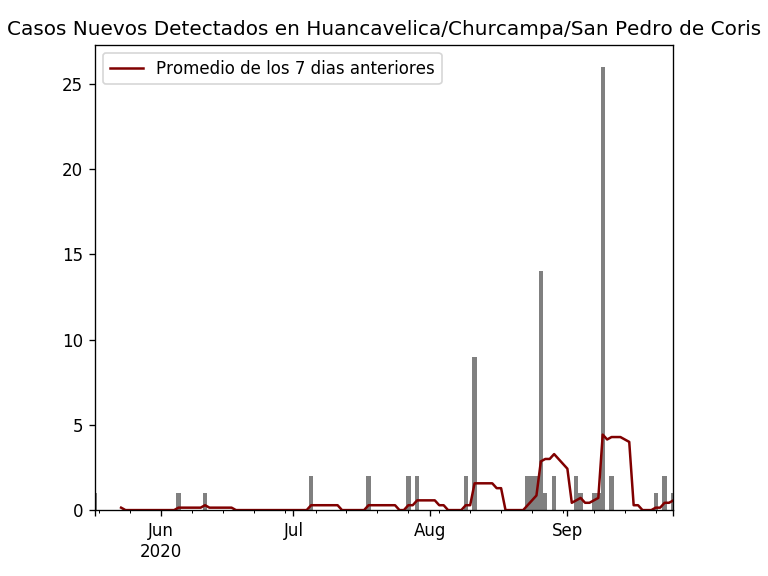 Casos Nuevos Detectados en Huancavelica/Churcampa/San Pedro de Coris
Promedio de los 7 dias anteriores
25
20
15
10
5
0
Jun Jul Aug Sep
2020